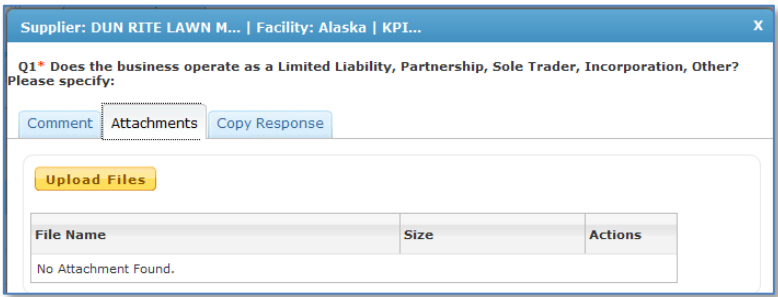 Supplier: DUN RITE LAWN M... | Facility: Alaska | KPI... X
Q1* Does the business operate as a Limited Liability, Partnership, Sole Trader, Incorporation, Other?
Please specify:
Comment Attachments Copy Response
Upload Files
File Name Size Actions
No Attachment Found.